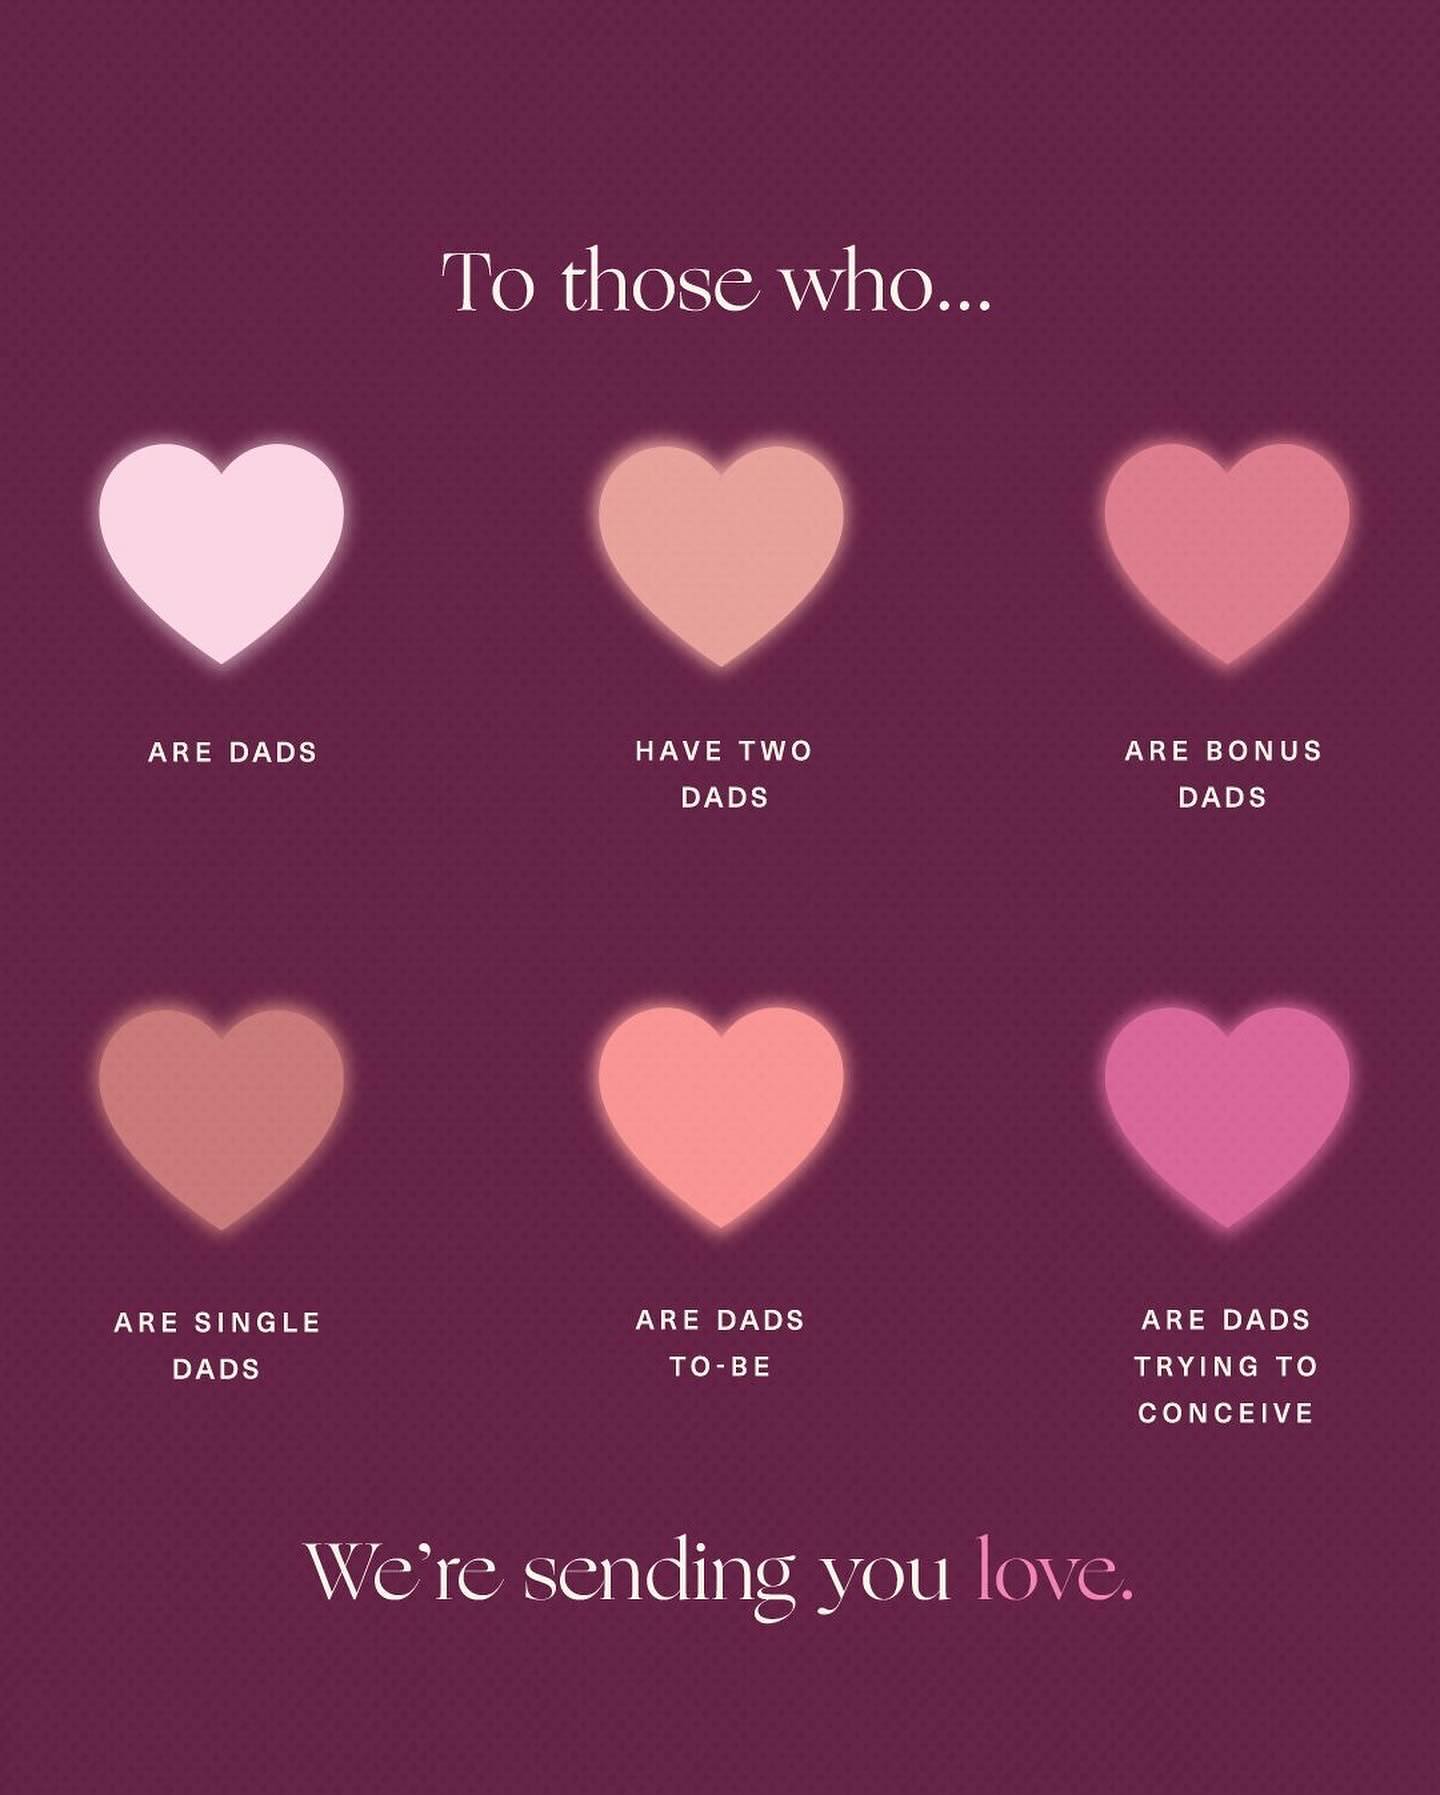 To those who...
ARE DADS
HAVE TWO
DADS
ARE BONUS
DADS
ARE SINGLE
DADS
ARE DADS
TO-BE
ARE DADS
TRYING TO
CONCEIVE
We’re sending you love.